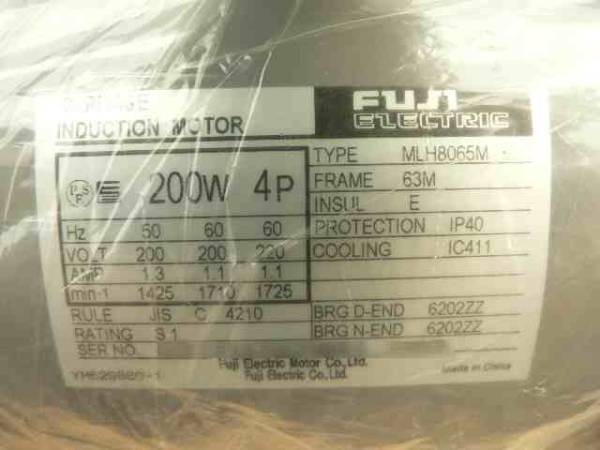 3-PHASE
INDUCTION MOTOR
FUJI
ELECTRIC
PSE
200W 4P
Hz 50 60 60
VOLT 200 200 220
AMP 1.3 1.1 1.1
min-1 1425 1710 1725
TYPE MLH8065M
FRAME 63M
INSUL E
PROTECTION IP40
COOLING IC411
RULE JIS C 4210
RATING S1
SER NO.
BRG D-END 6202ZZ
BRG N-END 6202ZZ
Fuji Electric Motor Co., Ltd.
Fuji Electric Co., Ltd.
Made in China